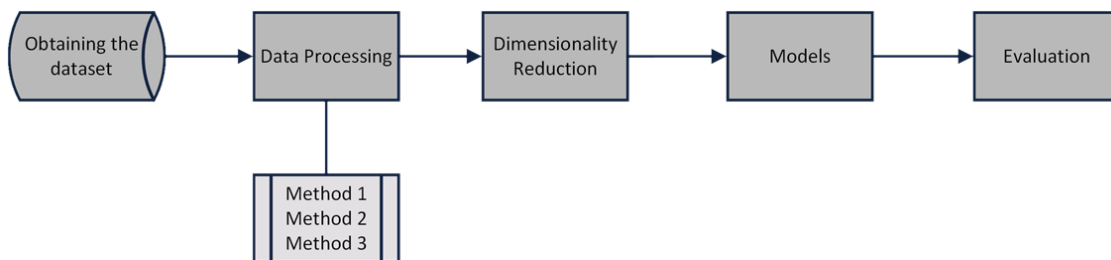 Obtaining the
dataset
Data Processing
Dimensionality
Reduction
Models
Evaluation
Method 1
Method 2
Method 3